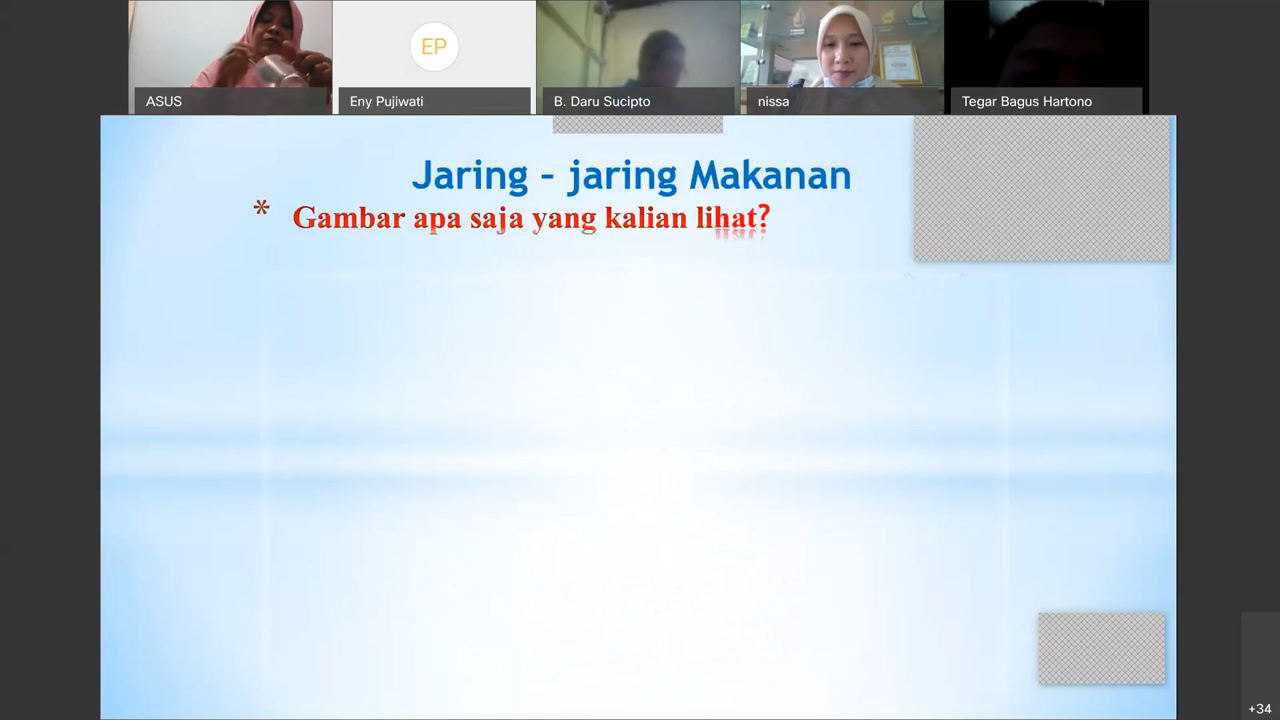 EP
ASUS
Eny Pujiwati
B. Daru Sucipto
nissa
Tegar Bagus Hartono
Jaring – jaring Makanan
* Gambar apa saja yang kalian lihat?
+34